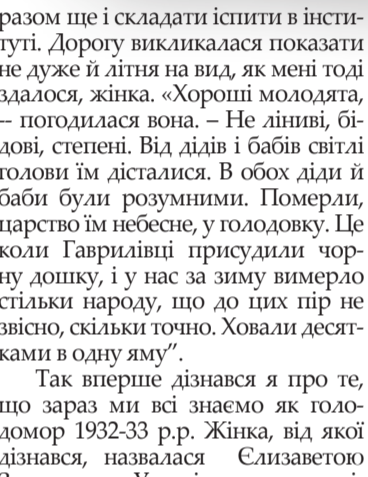 разом ще і складати іспити в інсти-
туті. Дорогу викликалася показати
не дуже й літня на вид, як мені тоді
здалося, жінка. «Хороші молодята,
-- погодилася вона. – Не ліниві, бі-
дові, степені. Від дідів і бабів світлі
голови їм дісталися. В обох діди й
баби були розумними. Померли,
царство їм небесне, у голодовку. Це
коли Гаврилівці присудили чор-
ну дошку, і у нас за зиму вимерло
стільки народу, що до цих пір не
звісно, скільки точно. Ховали десят-
ками в одну яму”.
Так вперше дізнався я про те,
що зараз ми всі знаємо як голо-
домор 1932-33 р.р. Жінка, від якої
дізнався, назвалася Єлизаветою